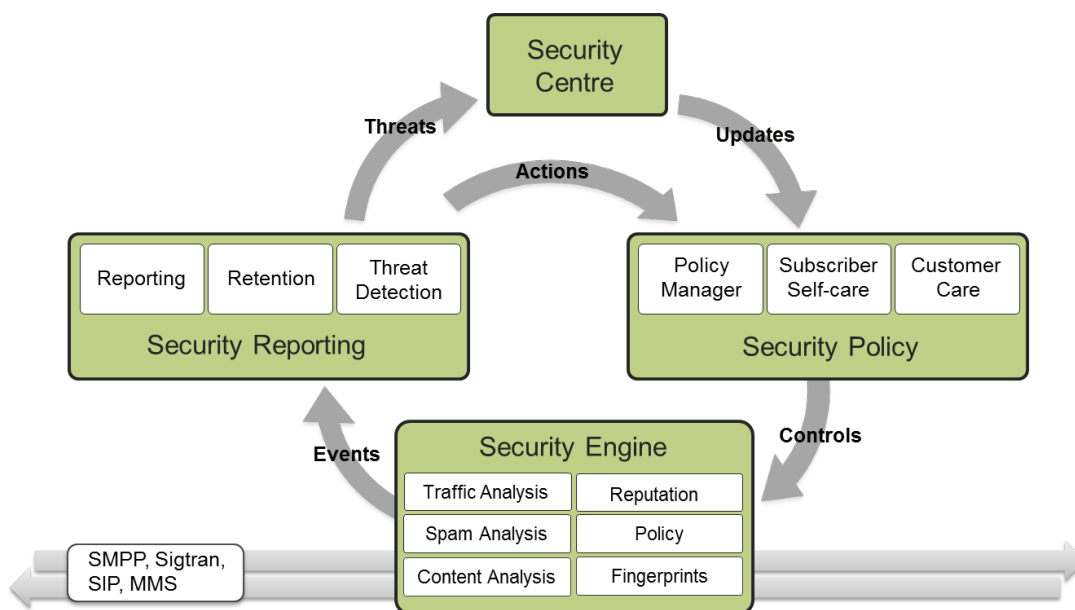 Security
Centre
Threats
Updates
Actions
Reporting
Retention
Threat
Detection
Security Reporting
Policy
Manager
Subscriber
Self-care
Customer
Care
Security Policy
Events
Controls
Security Engine
Traffic Analysis
Reputation
Spam Analysis
Policy
Content Analysis
Fingerprints
SMPP, Sigtran,
SIP, MMS